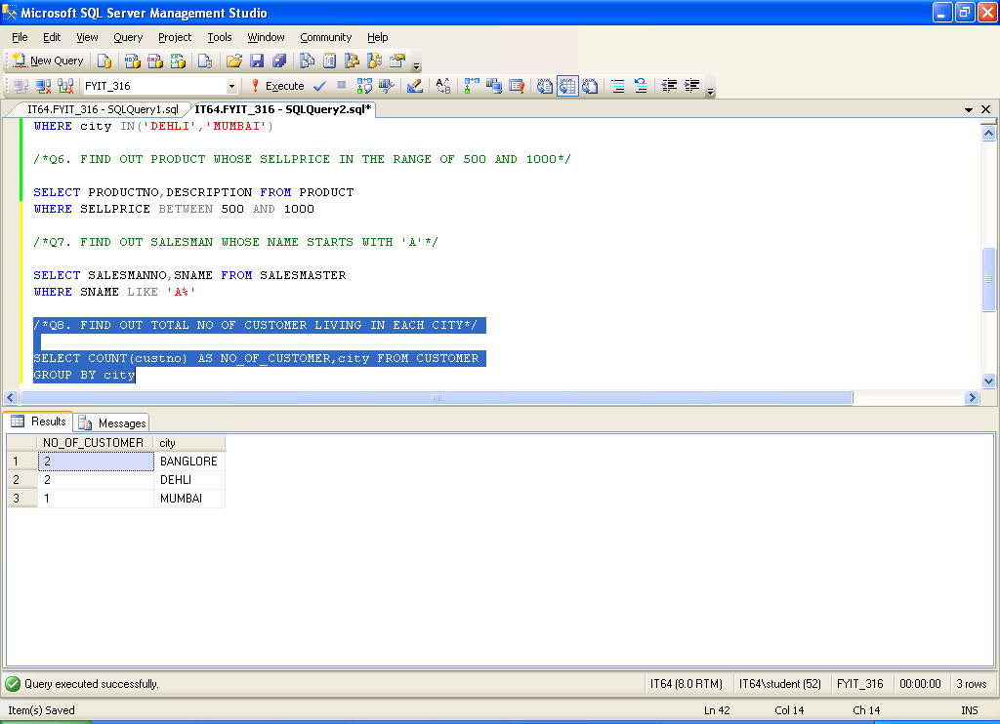 Microsoft SQL Server Management Studio
File Edit View Query Project Tools Window Community Help
New Query
FYIT_316 Execute
IT64.FYIT_316 - SQLQuery1.sql IT64.FYIT_316 - SQLQuery2.sql*
WHERE city IN('DEHLI','MUMBAI')
/*Q6. FIND OUT PRODUCT WHOSE SELLPRICE IN THE RANGE OF 500 AND 1000*/
SELECT PRODUCTNO,DESCRIPTION FROM PRODUCT
WHERE SELLPRICE BETWEEN 500 AND 1000
/*Q7. FIND OUT SALESMAN WHOSE NAME STARTS WITH 'A'*/
SELECT SALESMANNO,SNAME FROM SALESMASTER
WHERE SNAME LIKE 'A%'
/*Q8. FIND OUT TOTAL NO OF CUSTOMER LIVING IN EACH CITY*/
SELECT COUNT(custno) AS NO_OF_CUSTOMER,city FROM CUSTOMER
GROUP BY city
Results Messages
NO_OF_CUSTOMER city
1 2 BANGLORE
2 2 DEHLI
3 1 MUMBAI
Query executed successfully. IT64 (8.0 RTM) IT64\student (52) FYIT_316 00:00:00 3 rows
Item(s) Saved Ln 42 Col 14 Ch 14 INS